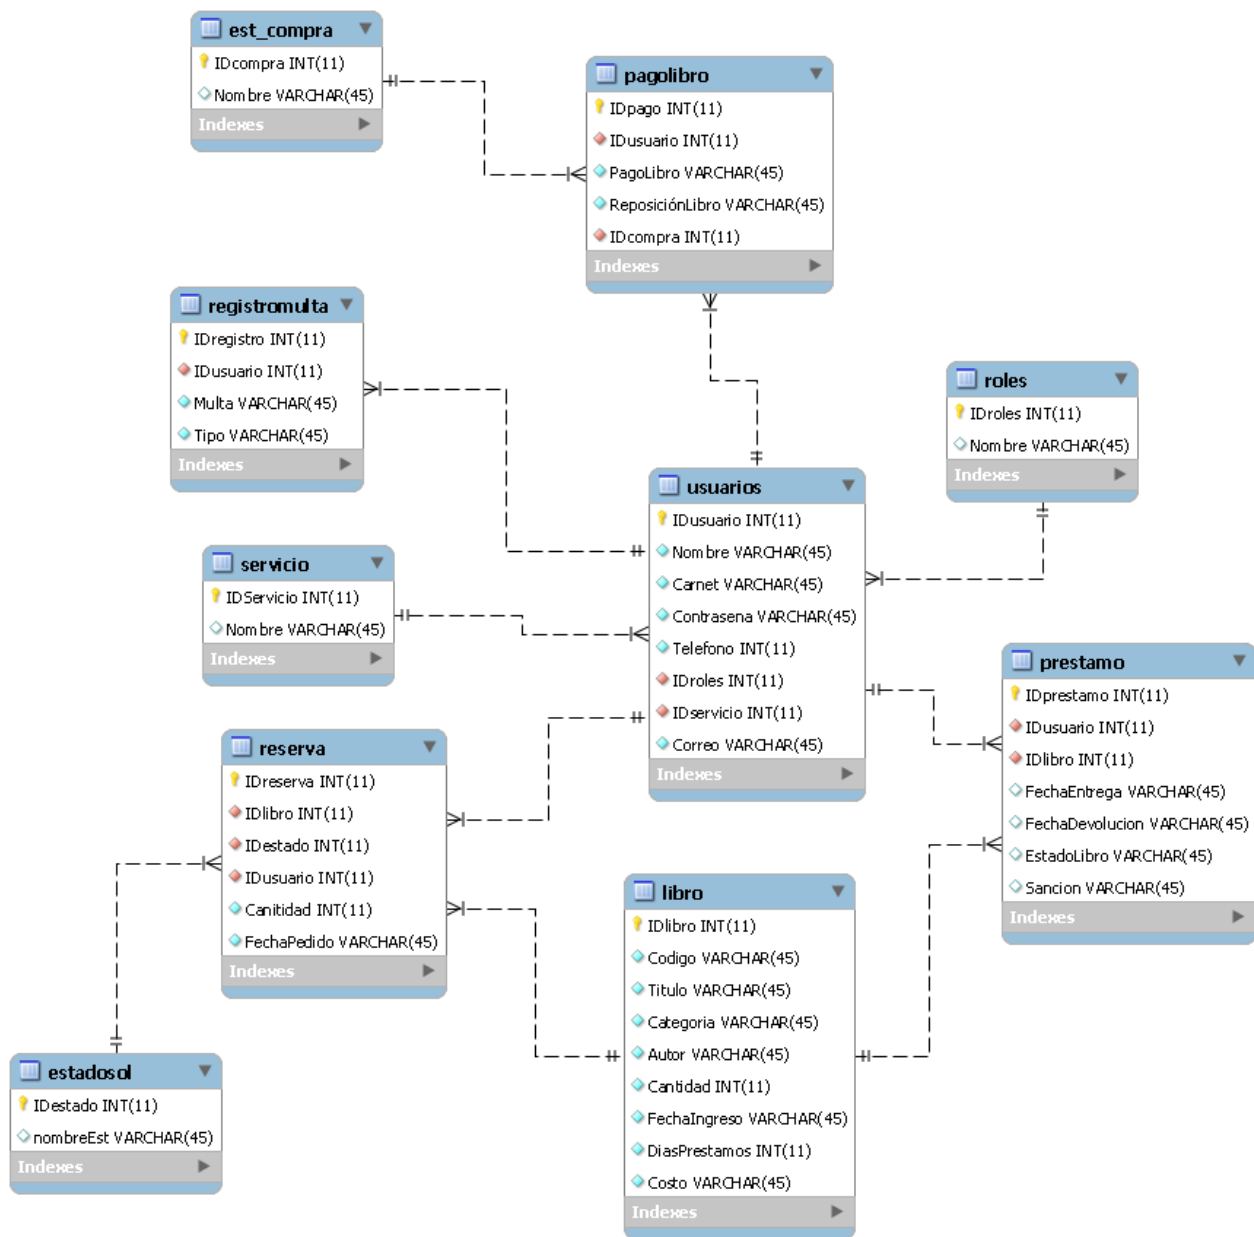 est_compra
IDcompra INT(11)
Nombre VARCHAR(45)
Indexes
pagolibro
IDpago INT(11)
IDusuario INT(11)
PagoLibro VARCHAR(45)
ReposiciónLibro VARCHAR(45)
IDcompra INT(11)
Indexes
registromulta
IDregistro INT(11)
IDusuario INT(11)
Multa VARCHAR(45)
Tipo VARCHAR(45)
Indexes
roles
IDroles INT(11)
Nombre VARCHAR(45)
Indexes
usuarios
IDusuario INT(11)
Nombre VARCHAR(45)
Carnet VARCHAR(45)
Contrasena VARCHAR(45)
Telefono INT(11)
IDroles INT(11)
IDservicio INT(11)
Correo VARCHAR(45)
Indexes
servicio
IDServicio INT(11)
Nombre VARCHAR(45)
Indexes
prestamo
IDprestamo INT(11)
IDusuario INT(11)
IDlibro INT(11)
FechaEntrega VARCHAR(45)
FechaDevolucion VARCHAR(45)
EstadoLibro VARCHAR(45)
Sancion VARCHAR(45)
Indexes
reserva
IDreserva INT(11)
IDlibro INT(11)
IDestado INT(11)
IDusuario INT(11)
Canitidad INT(11)
FechaPedido VARCHAR(45)
Indexes
libro
IDlibro INT(11)
Codigo VARCHAR(45)
Titulo VARCHAR(45)
Categoria VARCHAR(45)
Autor VARCHAR(45)
Cantidad INT(11)
FechaIngreso VARCHAR(45)
DiasPrestamos INT(11)
Costo VARCHAR(45)
Indexes
estadosol
IDestado INT(11)
nombreEst VARCHAR(45)
Indexes